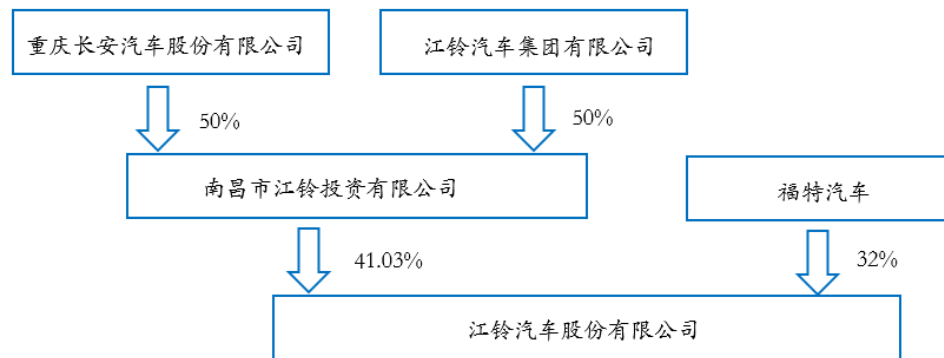 重庆长安汽车股份有限公司
江铃汽车集团有限公司
50%
50%
南昌市江铃投资有限公司
福特汽车
41.03%
32%
江铃汽车股份有限公司